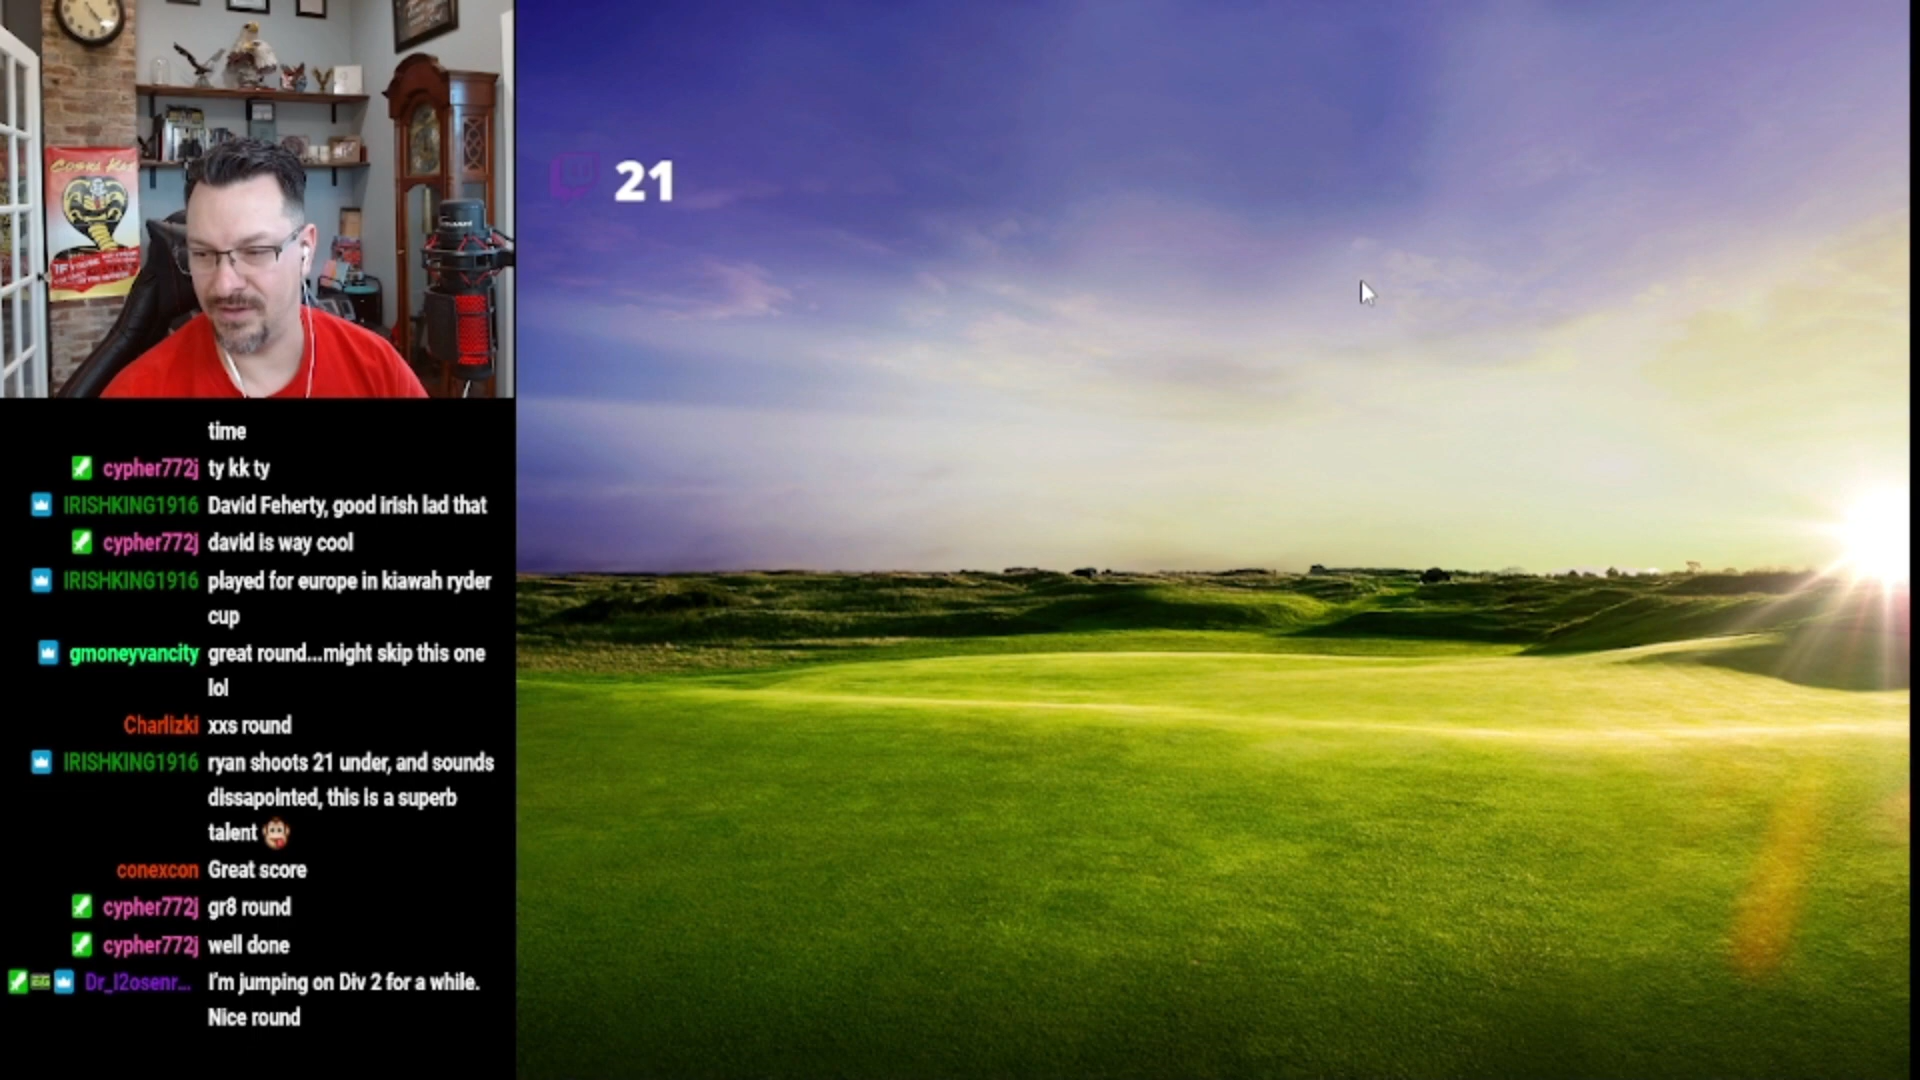 COBRA KAI
IF
21
time
cypher772j ty kk ty
IRISHKING1916 David Feherty, good irish lad that
cypher772j david is way cool
IRISHKING1916 played for europe in kiawah ryder
cup
gmoneyvancity great round...might skip this one
lol
Charlizki xxs round
IRISHKING1916 ryan shoots 21 under, and sounds
dissapointed, this is a superb
talent
conexcon Great score
cypher772j gr8 round
cypher772j well done
Dr_I2osenr... I'm jumping on Div 2 for a while.
Nice round